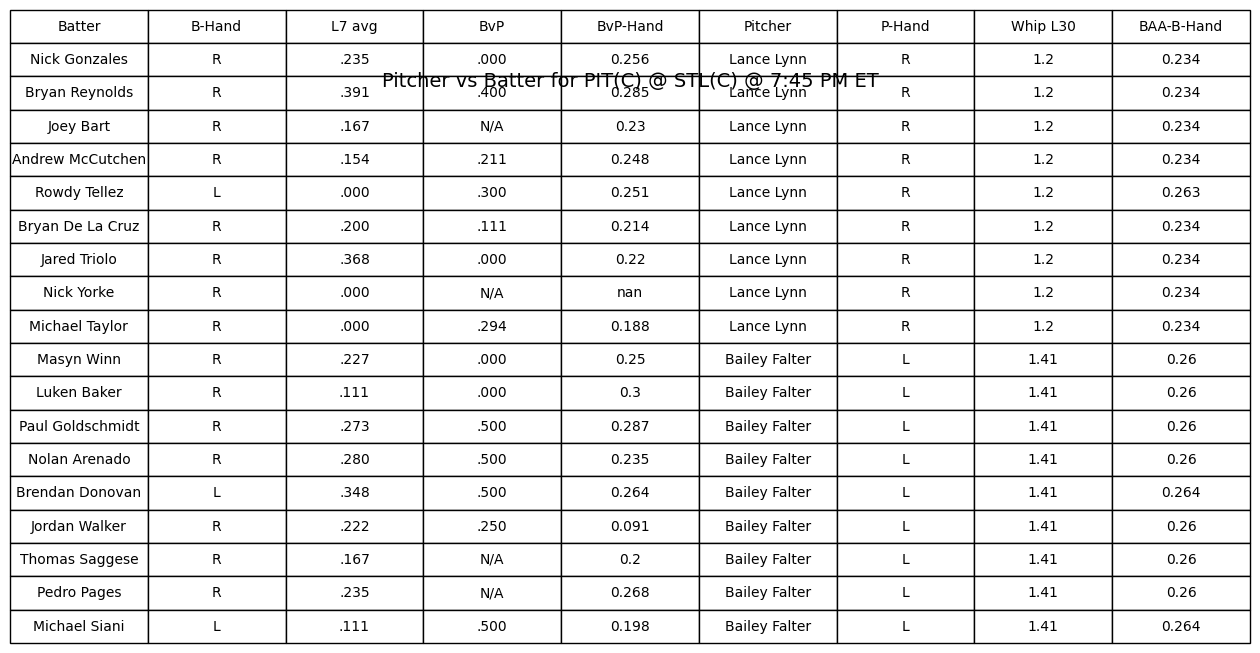 Batter B-Hand L7 avg BvP BvP-Hand Pitcher P-Hand Whip L30 BAA-B-Hand
Nick Gonzales R .235 .000 0.256 Lance Lynn R 1.2 0.234
Pitcher vs Batter for PIT(C) @ STL(C) @ 7:45 PM ET
Bryan Reynolds R .391 .400 0.285 Lance Lynn R 1.2 0.234
Joey Bart R .167 N/A 0.23 Lance Lynn R 1.2 0.234
Andrew McCutchen R .154 .211 0.248 Lance Lynn R 1.2 0.234
Rowdy Tellez L .000 .300 0.251 Lance Lynn R 1.2 0.263
Bryan De La Cruz R .200 .111 0.214 Lance Lynn R 1.2 0.234
Jared Triolo R .368 .000 0.22 Lance Lynn R 1.2 0.234
Nick Yorke R .000 N/A nan Lance Lynn R 1.2 0.234
Michael Taylor R .000 .294 0.188 Lance Lynn R 1.2 0.234
Masyn Winn R .227 .000 0.25 Bailey Falter L 1.41 0.26
Luken Baker R .111 .000 0.3 Bailey Falter L 1.41 0.26
Paul Goldschmidt R .273 .500 0.287 Bailey Falter L 1.41 0.26
Nolan Arenado R .280 .500 0.235 Bailey Falter L 1.41 0.26
Brendan Donovan L .348 .500 0.264 Bailey Falter L 1.41 0.264
Jordan Walker R .222 .250 0.091 Bailey Falter L 1.41 0.26
Thomas Saggese R .167 N/A 0.2 Bailey Falter L 1.41 0.26
Pedro Pages R .235 N/A 0.268 Bailey Falter L 1.41 0.26
Michael Siani L .111 .500 0.198 Bailey Falter L 1.41 0.264